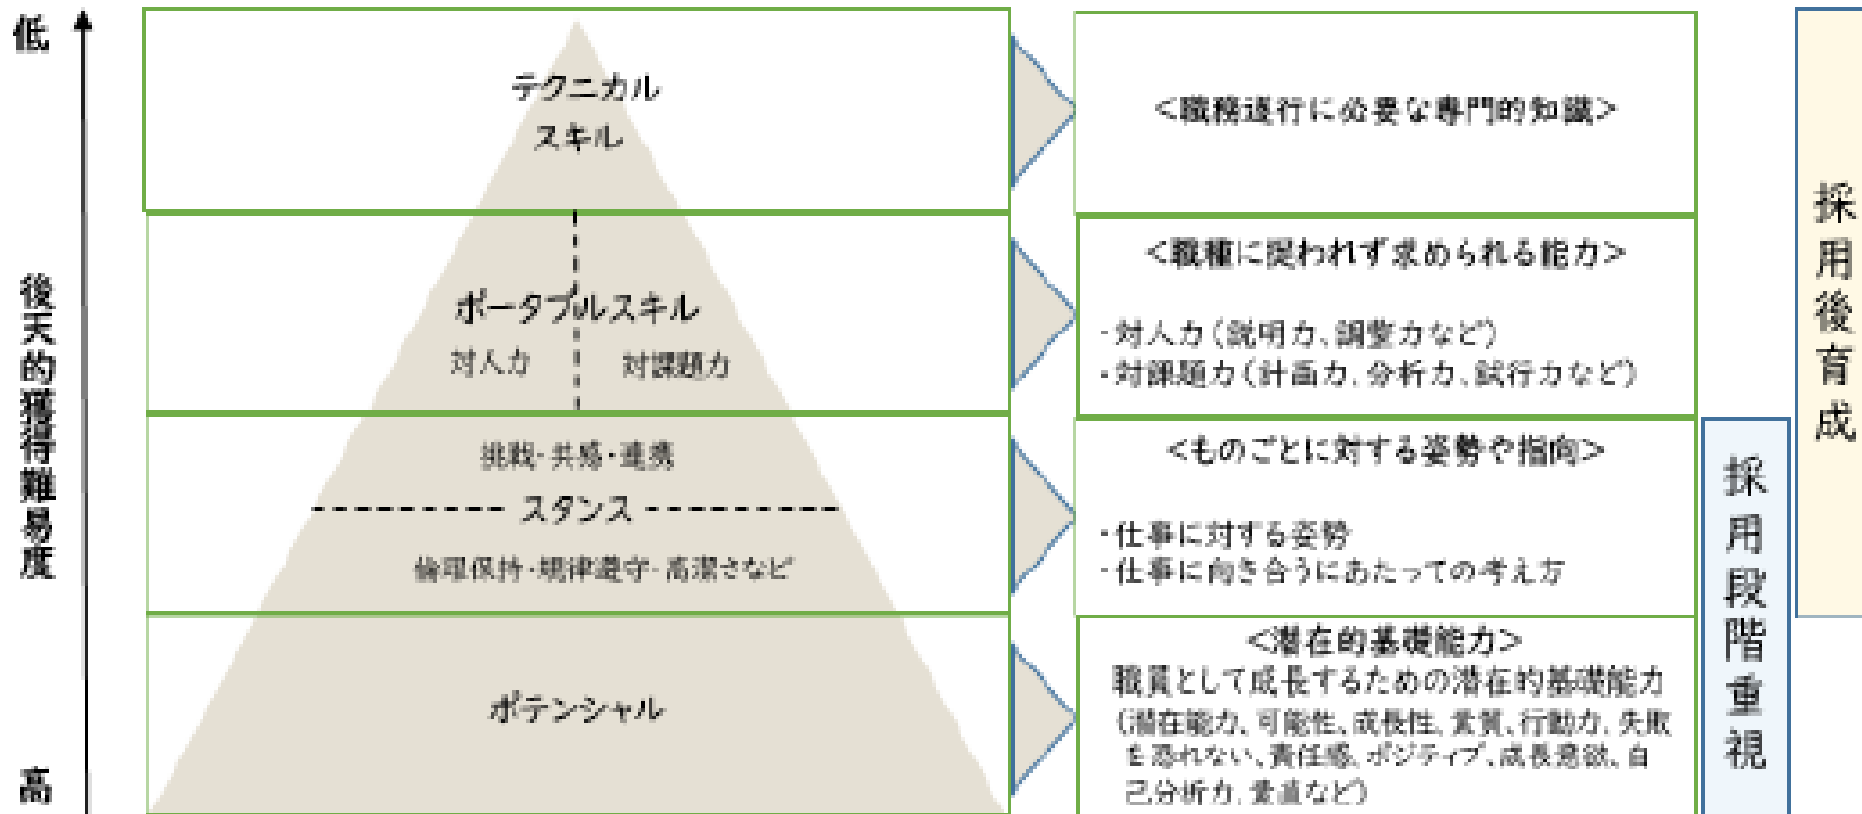 低
後天的獲得難易度
高
テクニカル
スキル
ポータブルスキル
対人力
対課題力
挑戦・共感・連携
スタンス
倫理保持・規律遵守・高潔さなど
ポテンシャル
<職務遂行に必要な専門的知識>
<職種に捉われず求められる能力>
・対人力(説明力、調整力など)
・対課題力(計画力、分析力、試行力など)
<ものごとに対する姿勢や指向>
・仕事に対する姿勢
・仕事に向き合うにあたっての考え方
<潜在的基礎能力>
職員として成長するための潜在的基礎能力
(潜在能力、可能性、成長性、資質、行動力、失敗
を恐れない、責任感、ポジティブ、成長意欲、自
己分析力、素直など)
採用段階重視
採用後育成